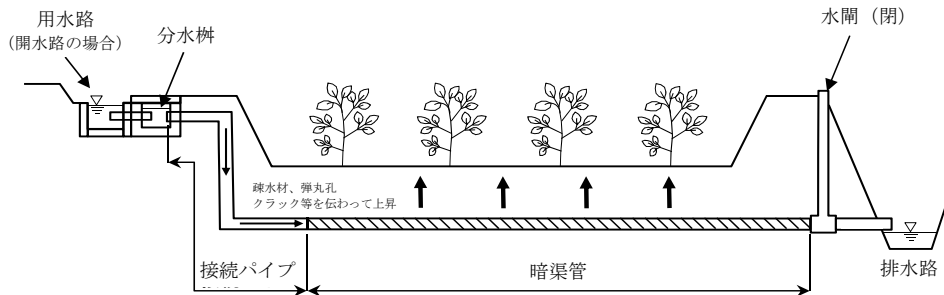 用水路
(開水路の場合)
分水桝
水閘（閉）
疎水材、弾丸孔
クラック等を伝わって上昇
接続パイプ
暗渠管
排水路